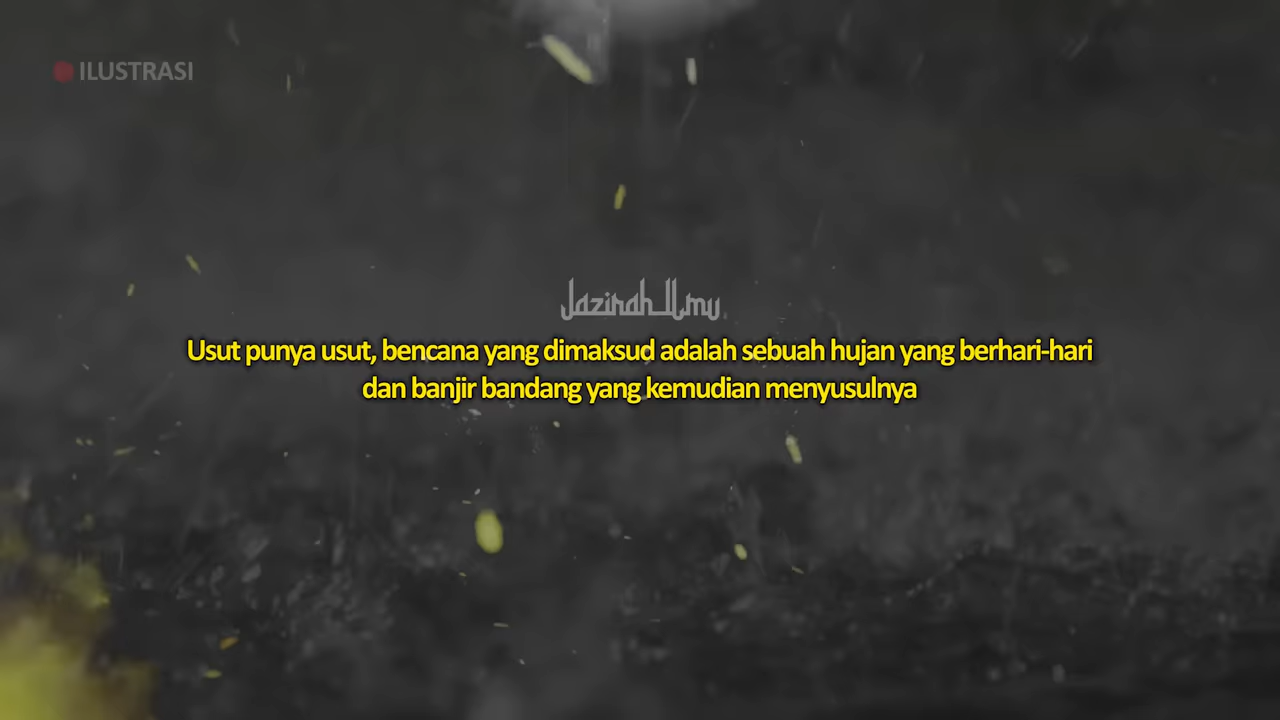 ILUSTRASI
Jazirah Ilmu
Usut punya usut, bencana yang dimaksud adalah sebuah hujan yang berhari-hari
dan banjir bandang yang kemudian menyusulnya